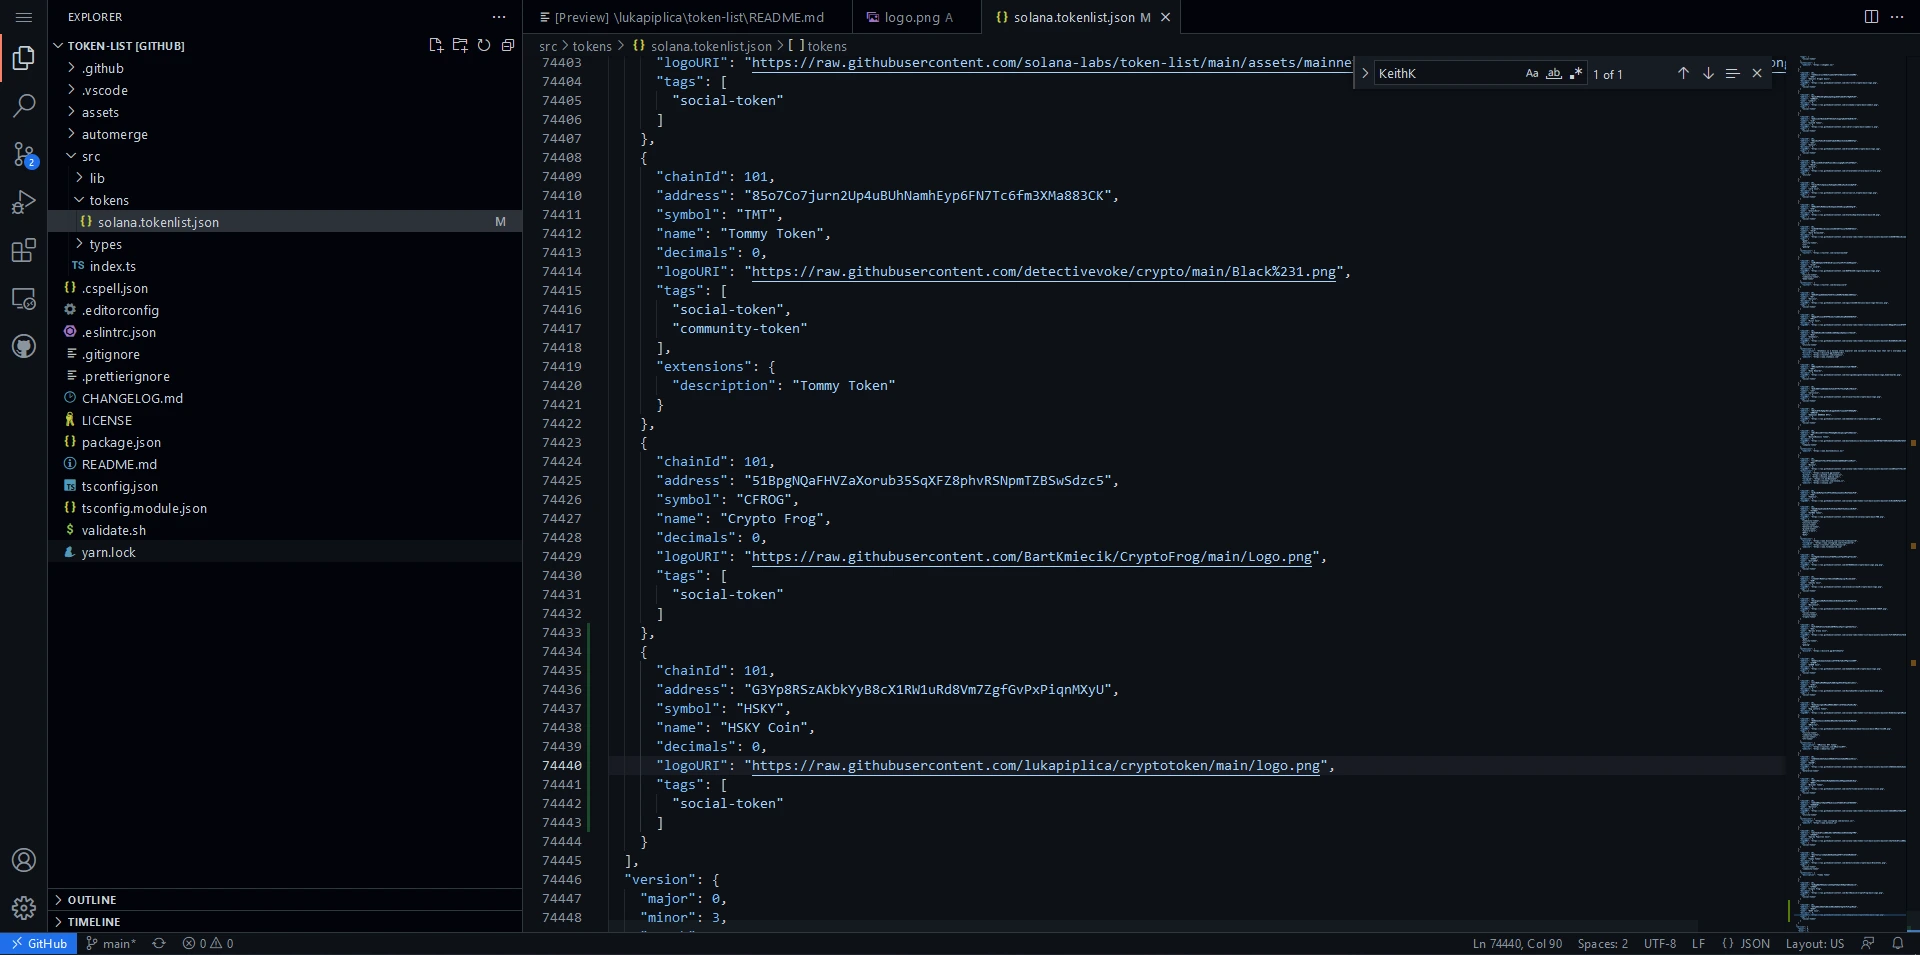 EXPLORER
TOKEN-LIST [GITHUB]
.github
.vscode
assets
automerge
src
lib
tokens
{} solana.tokenlist.json M
types
TS index.ts
{} .cspell.json
.editorconfig
.eslintrc.json
.gitignore
.prettierignore
CHANGELOG.md
LICENSE
{} package.json
README.md
TS tsconfig.json
{} tsconfig.module.json
$ validate.sh
yarn.lock
OUTLINE
TIMELINE
2
[Preview] \lukapiplica\token-list\README.md
logo.png A
{} solana.tokenlist.json M
src > tokens > {} solana.tokenlist.json > [ ] tokens
KeithK
Aa ab 1 of 1
74403 "logoURI": "https://raw.githubusercontent.com/solana-labs/token-list/main/assets/mainne
74404 "tags": [
74405 "social-token"
74406 ]
74407 },
74408 {
74409 "chainId": 101,
74410 "address": "85o7Co7jurn2Up4uBUhNamhEyp6FN7Tc6fm3XMa883CK",
74411 "symbol": "TMT",
74412 "name": "Tommy Token",
74413 "decimals": 0,
74414 "logoURI": "https://raw.githubusercontent.com/detectivevoke/crypto/main/Black%231.png",
74415 "tags": [
74416 "social-token",
74417 "community-token"
74418 ],
74419 "extensions": {
74420 "description": "Tommy Token"
74421 }
74422 },
74423 {
74424 "chainId": 101,
74425 "address": "51BpgNQaFHVZaXorub35SqXFZ8phvRSNpmTZBSwSdzc5",
74426 "symbol": "CFROG",
74427 "name": "Crypto Frog",
74428 "decimals": 0,
74429 "logoURI": "https://raw.githubusercontent.com/BartKmiecik/CryptoFrog/main/Logo.png",
74430 "tags": [
74431 "social-token"
74432 ]
74433 },
74434 {
74435 "chainId": 101,
74436 "address": "G3Yp8RSzAKbkYyB8cX1RW1uRd8Vm7ZgfGvPxPiqnMXyU",
74437 "symbol": "HSKY",
74438 "name": "HSKY Coin",
74439 "decimals": 0,
74440 "logoURI": "https://raw.githubusercontent.com/lukapiplica/cryptotoken/main/logo.png",
74441 "tags": [
74442 "social-token"
74443 ]
74444 }
74445 ],
74446 "version": {
74447 "major": 0,
74448 "minor": 3,
GitHub main* 0 0
Ln 74440, Col 90 Spaces: 2 UTF-8 LF {} JSON Layout: US